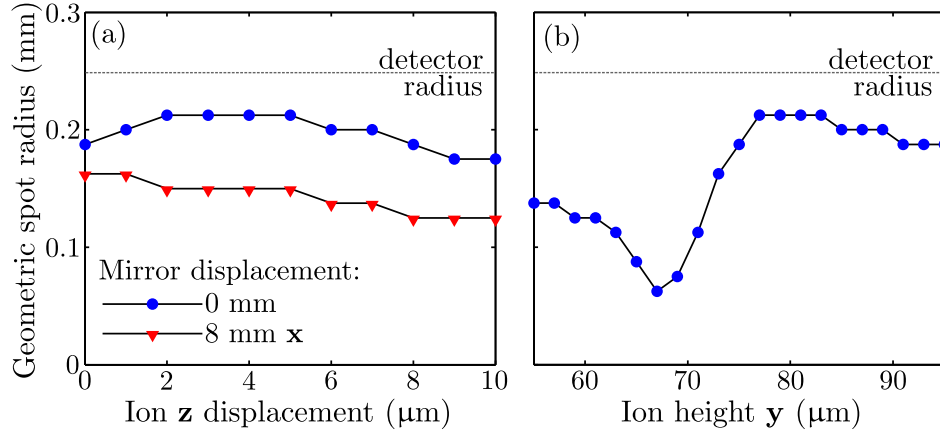 Geometric spot radius (mm)
0.3
0.2
0.1
0
(a)
detector
radius
Mirror displacement:
0 mm
8 mm x
0 2 4 6 8 10
Ion z displacement (μm)
(b)
detector
radius
60 70 80 90
Ion height y (μm)